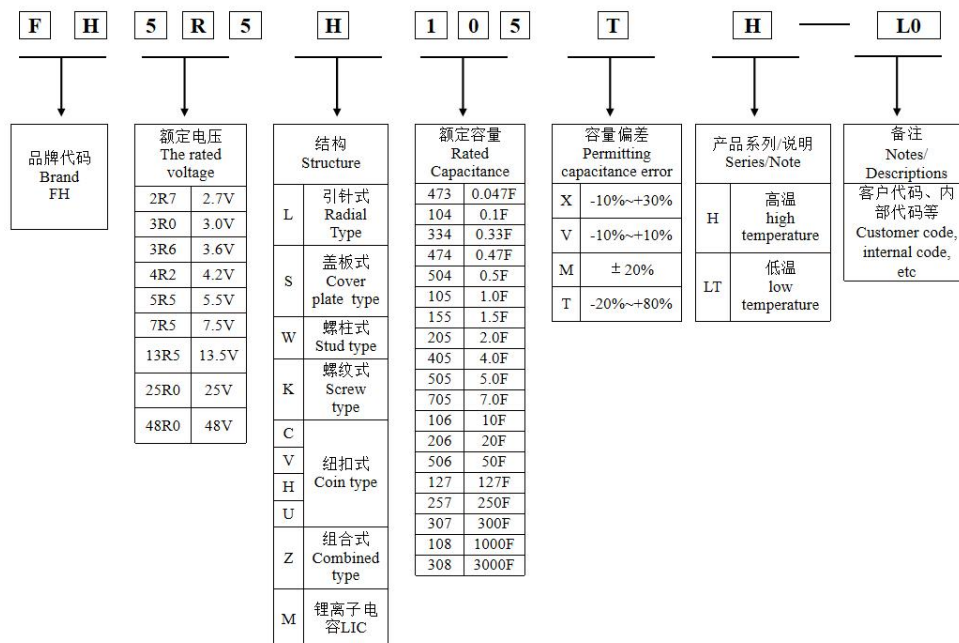 F H 5 R 5 H 1 0 5 T H — L0
品牌代码
Brand
FH
额定电压
The rated
voltage
2R7 2.7V
3R0 3.0V
3R6 3.6V
4R2 4.2V
5R5 5.5V
7R5 7.5V
13R5 13.5V
25R0 25V
48R0 48V
结构
Structure
L
引针式
Radial
Type
S
盖板式
Cover
plate type
W
螺柱式
Stud type
K
螺纹式
Screw
type
C
V
H
U
纽扣式
Coin type
Z
组合式
Combined
type
M
锂离子电
容LIC
额定容量
Rated
Capacitance
473 0.047F
104 0.1F
334 0.33F
474 0.47F
504 0.5F
105 1.0F
155 1.5F
205 2.0F
405 4.0F
505 5.0F
705 7.0F
106 10F
206 20F
506 50F
127 127F
257 250F
307 300F
108 1000F
308 3000F
容量偏差
Permitting
capacitance error
X -10%~+30%
V -10%~+10%
M ± 20%
T -20%~+80%
产品系列/说明
Series/Note
H
高温
high
temperature
LT
低温
low
temperature
备注
Notes/
Descriptions
客户代码、内
部代码等
Customer code,
internal code,
etc